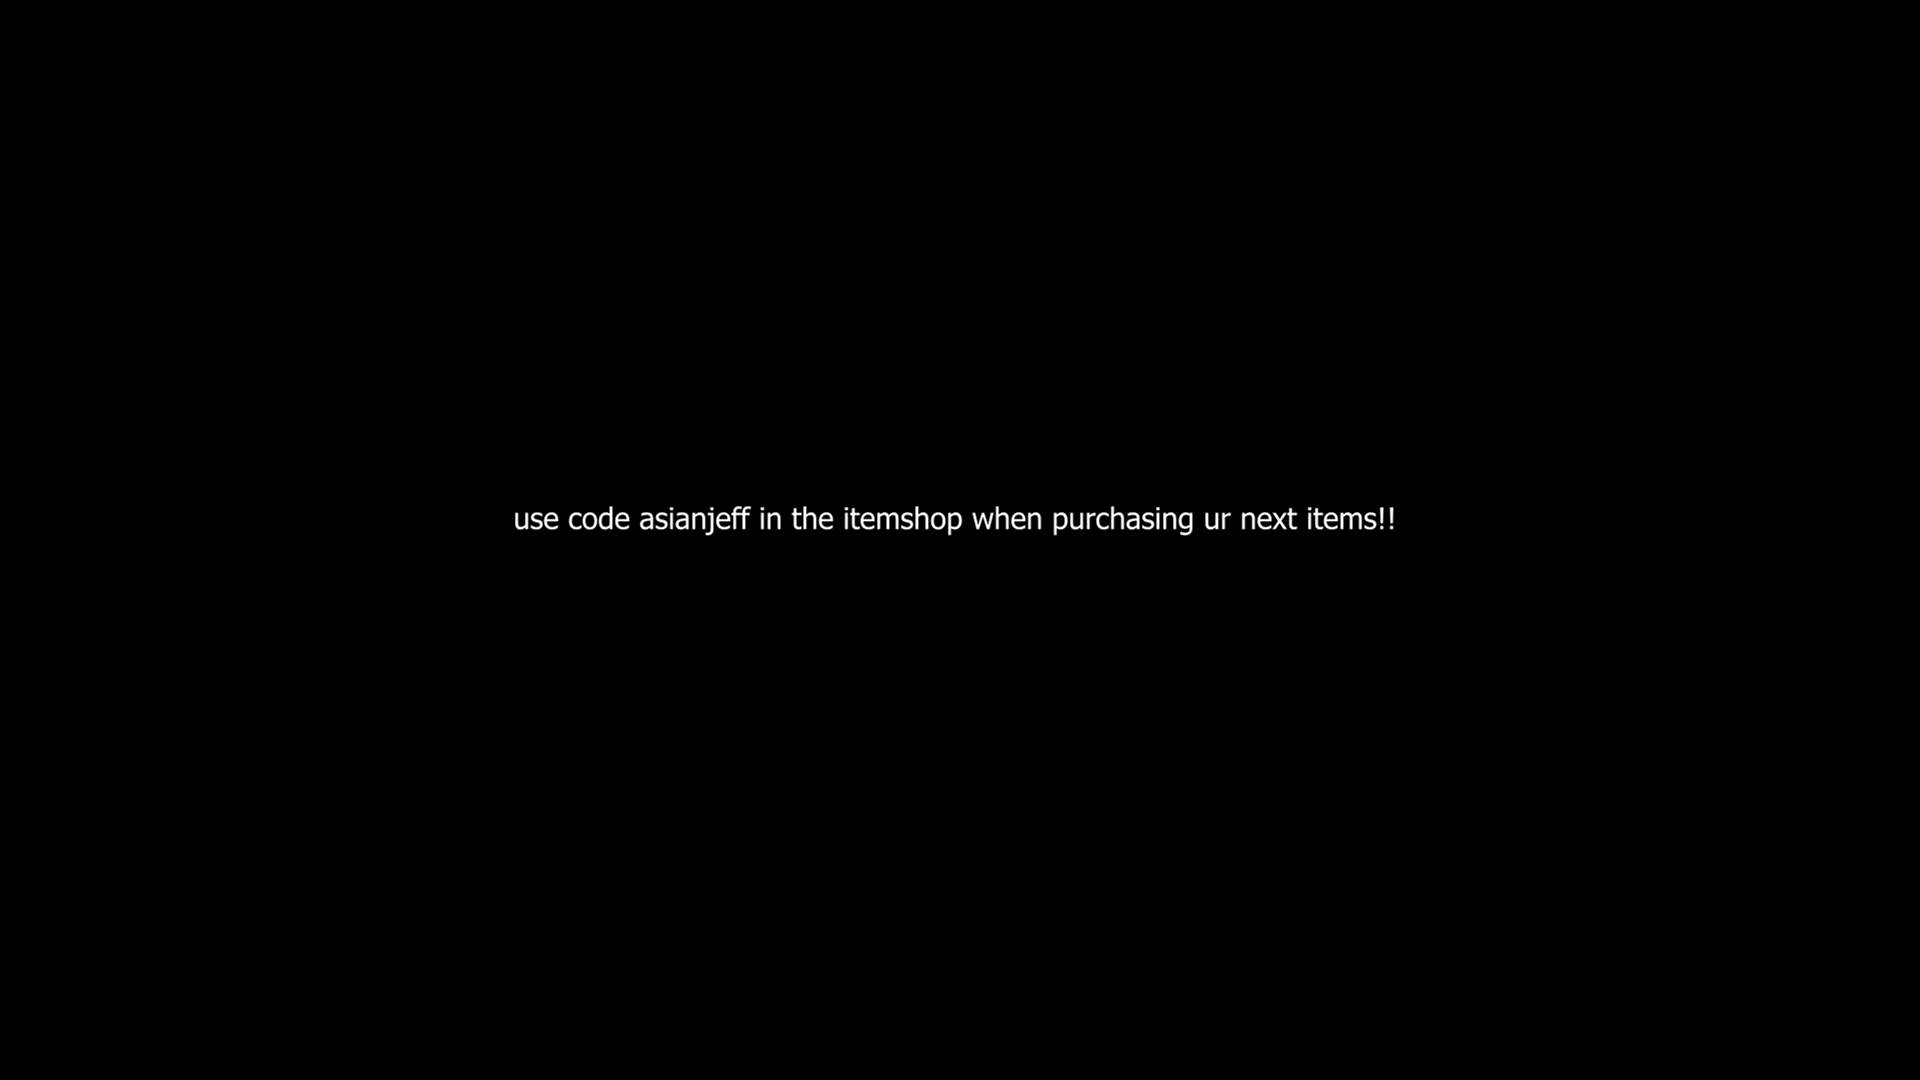 use code asianjeff in the itemshop when purchasing ur next items!!